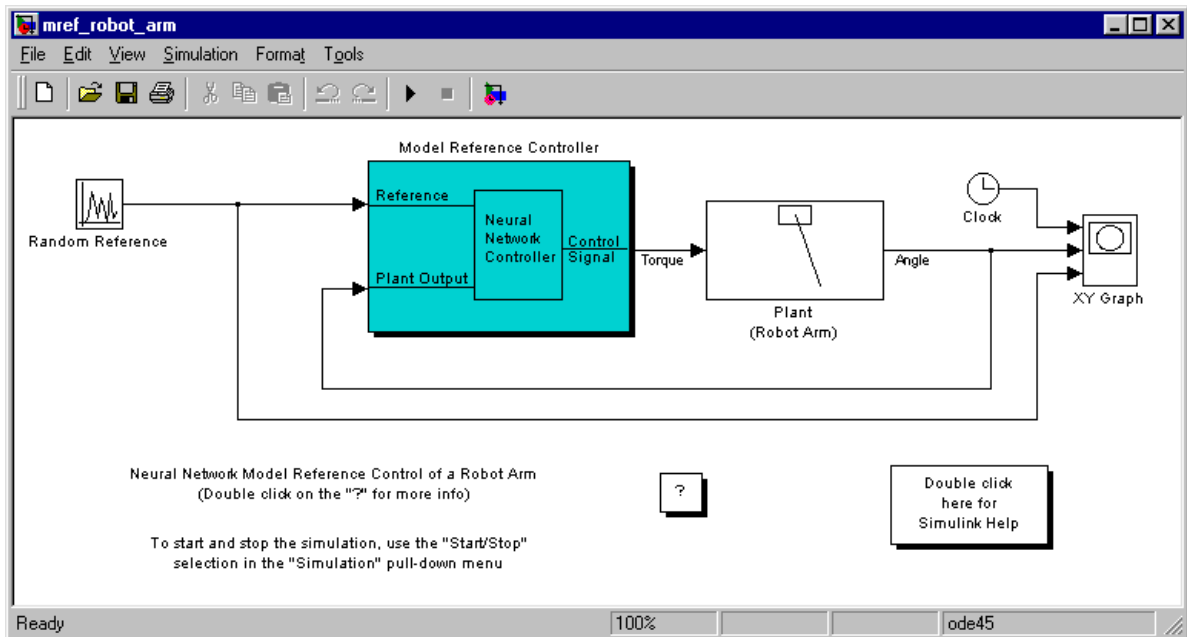 mref_robot_arm
File Edit View Simulation Format Tools
Model Reference Controller
Random Reference
Reference
Plant Output
Neural
Network
Controller
Control
Signal
Torque
Plant
(Robot Arm)
Angle
Clock
XY Graph
Neural Network Model Reference Control of a Robot Arm
(Double click on the "?" for more info)
To start and stop the simulation, use the "Start/Stop"
selection in the "Simulation" pull-down menu
?
Double click
here for
Simulink Help
Ready 100% ode45